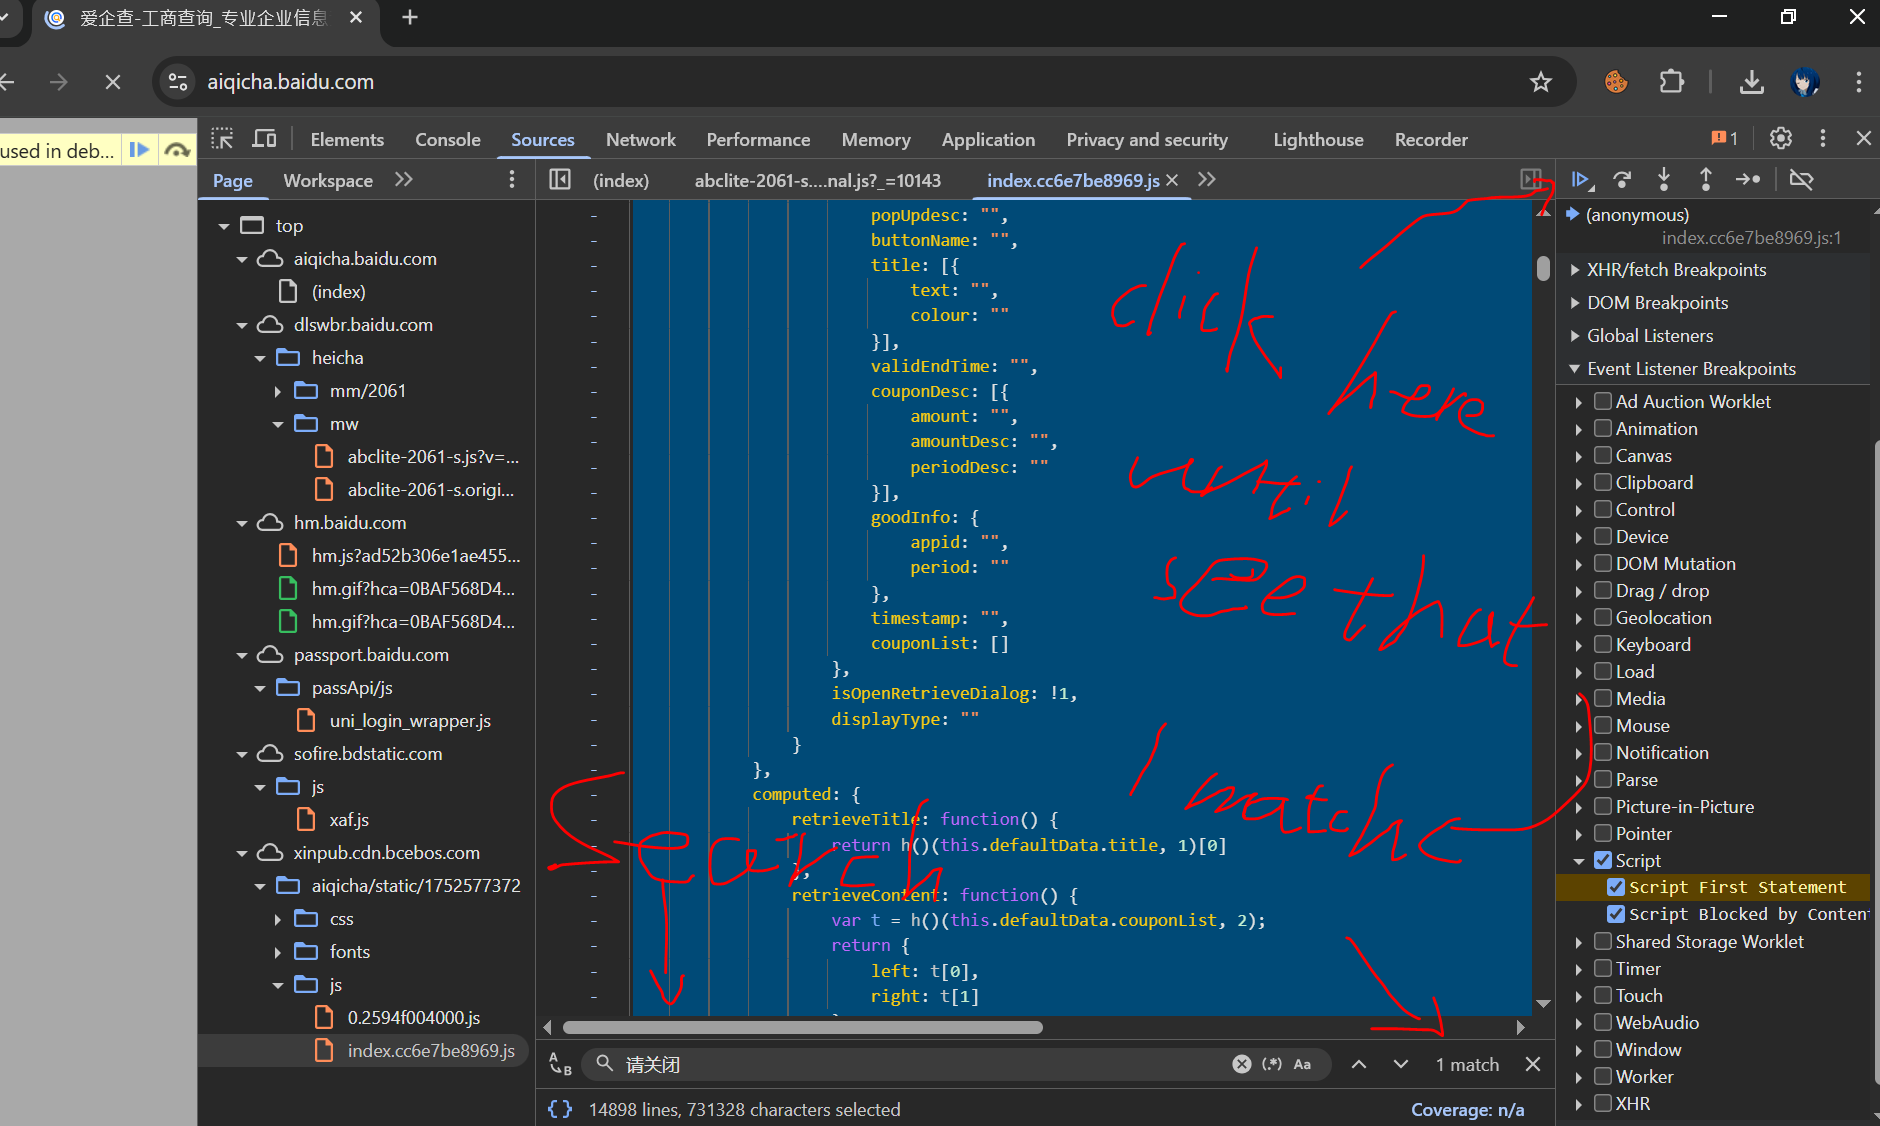 爱企查-工商查询_专业企业信息
aiqicha.baidu.com
used in deb...
Elements
Console
Sources
Network
Performance
Memory
Application
Privacy and security
Lighthouse
Recorder
1
Page
Workspace
(index)
abclite-2061-s....nal.js?_=10143
index.cc6e7be8969.js
top
aiqicha.baidu.com
(index)
dlswbr.baidu.com
heicha
mm/2061
mw
abclite-2061-s.js?v=...
abclite-2061-s.origi...
hm.baidu.com
hm.js?ad52b306e1ae455...
hm.gif?hca=0BAF568D4...
hm.gif?hca=0BAF568D4...
passport.baidu.com
passApi/js
uni_login_wrapper.js
sofire.bdstatic.com
js
xaf.js
xinpub.cdn.bcebos.com
aiqicha/static/1752577372
css
fonts
js
0.2594f004000.js
index.cc6e7be8969.js
popUpdesc: "",
buttonName: "",
title: [{
text: "",
colour: ""
}],
validEndTime: "",
couponDesc: [{
amount: "",
amountDesc: "",
periodDesc: ""
}],
goodInfo: {
appid: "",
period: ""
},
timestamp: "",
couponList: []
},
isOpenRetrieveDialog: !1,
displayType: ""
}
},
computed: {
retrieveTitle: function() {
return h()(this.defaultData.title, 1)[0]
},
retrieveContent: function() {
var t = h()(this.defaultData.couponList, 2);
return {
left: t[0],
right: t[1]
click here
until
see that
1 matche
search
请关闭
Aa
1 match
14898 lines, 731328 characters selected
Coverage: n/a
(anonymous)
index.cc6e7be8969.js:1
XHR/fetch Breakpoints
DOM Breakpoints
Global Listeners
Event Listener Breakpoints
Ad Auction Worklet
Animation
Canvas
Clipboard
Control
Device
DOM Mutation
Drag / drop
Geolocation
Keyboard
Load
Media
Mouse
Notification
Parse
Picture-in-Picture
Pointer
Script
Script First Statement
Script Blocked by Conten
Shared Storage Worklet
Timer
Touch
WebAudio
Window
Worker
XHR